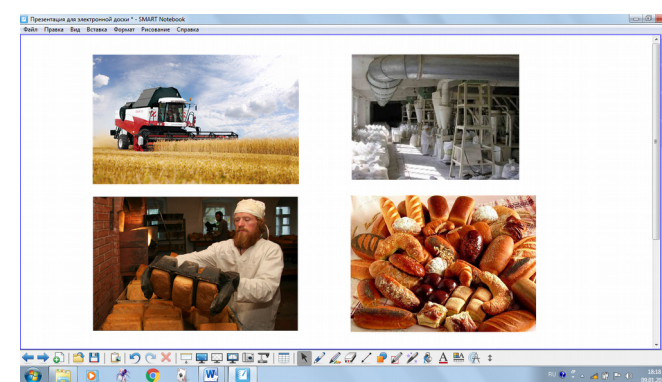 Презентация для электронной доски * - SMART Notebook
Файл Правка Вид Вставка Формат Рисование Справка
RU
18:18